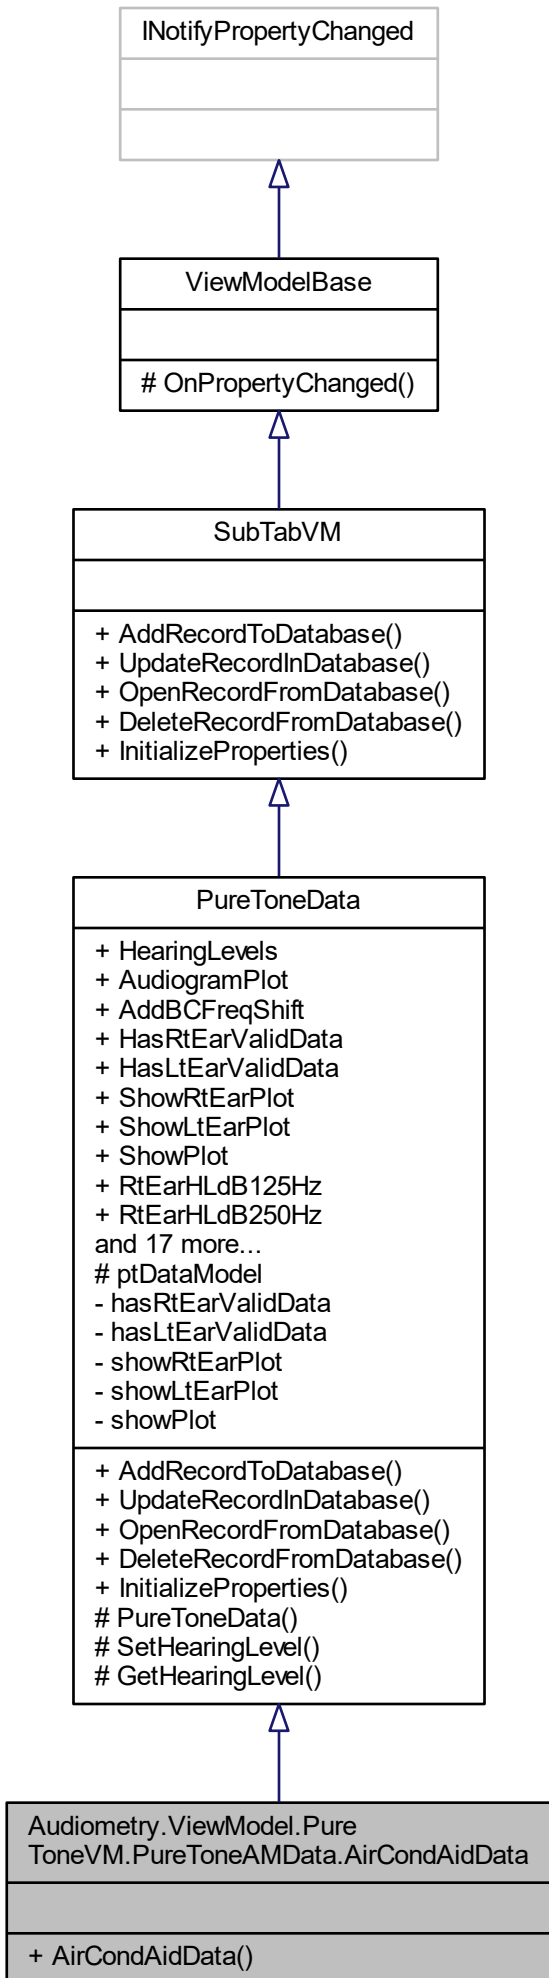 INotifyPropertyChanged
ViewModelBase
# OnPropertyChanged()
SubTabVM
+ AddRecordToDatabase()
+ UpdateRecordInDatabase()
+ OpenRecordFromDatabase()
+ DeleteRecordFromDatabase()
+ InitializeProperties()
PureToneData
+ HearingLevels
+ AudiogramPlot
+ AddBCFreqShift
+ HasRtEarValidData
+ HasLtEarValidData
+ ShowRtEarPlot
+ ShowLtEarPlot
+ ShowPlot
+ RtEarHLdB125Hz
+ RtEarHLdB250Hz
and 17 more...
# ptDataModel
- hasRtEarValidData
- hasLtEarValidData
- showRtEarPlot
- showLtEarPlot
- showPlot
+ AddRecordToDatabase()
+ UpdateRecordInDatabase()
+ OpenRecordFromDatabase()
+ DeleteRecordFromDatabase()
+ InitializeProperties()
# PureToneData()
# SetHearingLevel()
# GetHearingLevel()
Audiometry.ViewModel.Pure
ToneVM.PureToneAMData.AirCondAidData
+ AirCondAidData()